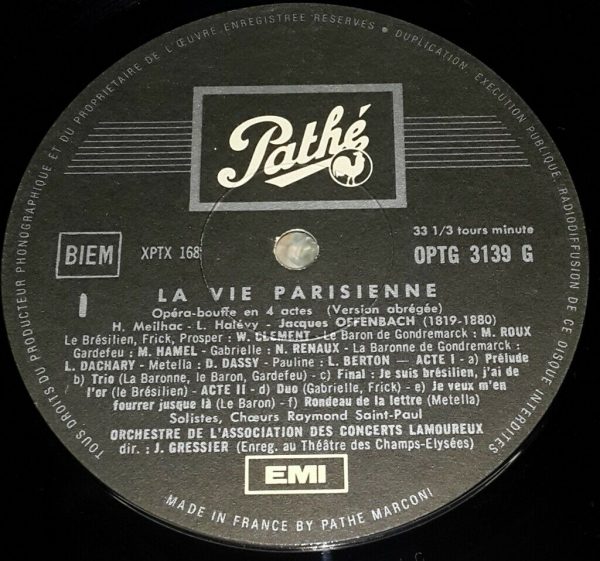 TOUS DROITS DU PRODUCTEUR PHONOGRAPHIQUE ET DU PROPRIETAIRE DE L'ŒUVRE ENREGISTREE RESERVES • DUPLICATION EXECUTION PUBLIQUE RADIODIFFUSION DE CE DISQUE INTERDITES
Pathé
33 1/3 tours minute
BIEM
XPTX 168
OPTG 3139 G
1
LA VIE PARISIENNE
Opéra-bouffe en 4 actes (Version abrégée)
H. Meilhac - L. Halévy - Jacques OFFENBACH (1819-1880)
Le Brésilien, Frick, Prosper : W. CLEMENT - Le Baron de Gondremarck : M. ROUX
Gardefeu : M. HAMEL - Gabrielle : N. RENAUX - La Baronne de Gondremarck :
L. DACHARY - Metella : D. DASSY - Pauline : L. BERTON — ACTE I - a) Prélude
b) Trio (La Baronne, le Baron, Gardefeu) - c) Final : Je suis brésilien, j'ai de
l'or (le Brésilien) - ACTE II - d) Duo (Gabrielle, Frick) - e) Je veux m'en
fourrer jusque là (Le Baron) - f) Rondeau de la lettre (Metella)
Solistes, Chœurs Raymond Saint-Paul
ORCHESTRE DE L'ASSOCIATION DES CONCERTS LAMOUREUX
dir. : J. GRESSIER (Enreg. au Théâtre des Champs-Elysées)
EMI
MADE IN FRANCE BY PATHE MARCONI